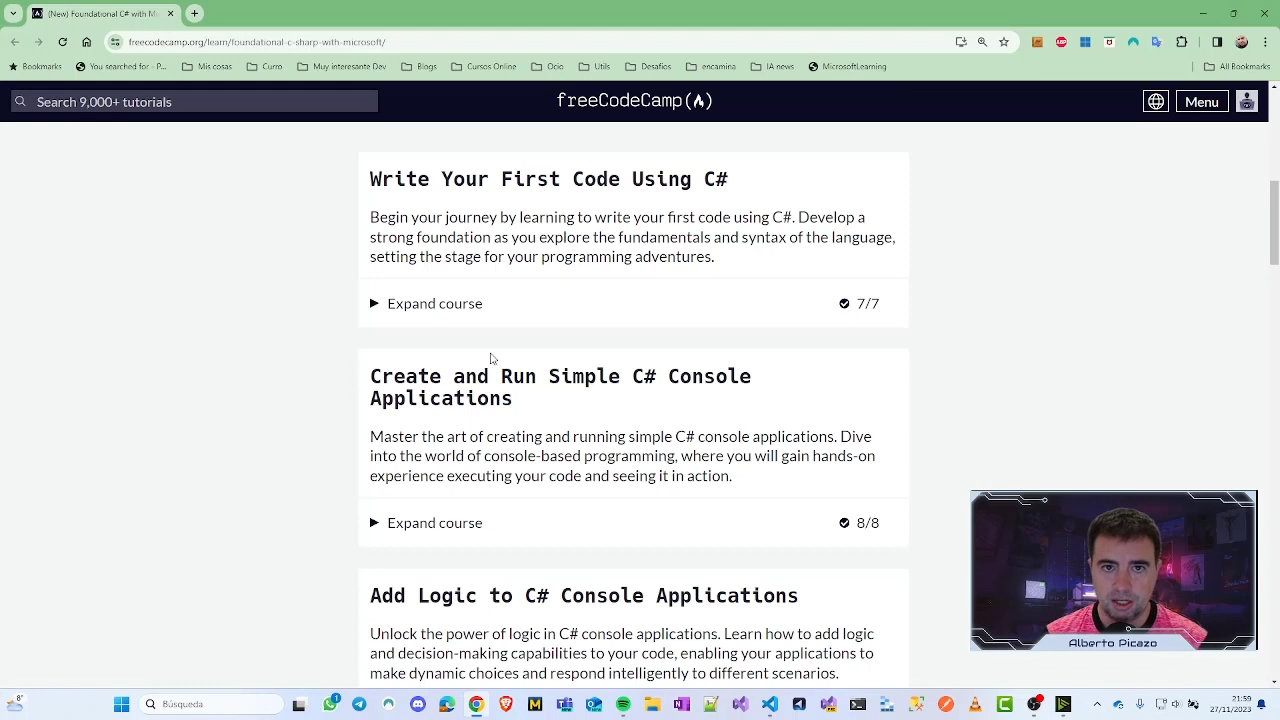 (New) Foundational C# with Mi
freecodecamp.org/learn/foundational-c-sharp-with-microsoft/
Bookmarks
You searched for - P...
Mis cosas
Curro
Muy interesante Dev
Blogs
Cursos Online
Ocio
Utils
Desafios
encamina
IA news
MicrosoftLearning
All Bookmarks
Search 9,000+ tutorials
freeCodeCamp
Menu
Write Your First Code Using C#
Begin your journey by learning to write your first code using C#. Develop a
strong foundation as you explore the fundamentals and syntax of the language,
setting the stage for your programming adventures.
Expand course
7/7
Create and Run Simple C# Console
Applications
Master the art of creating and running simple C# console applications. Dive
into the world of console-based programming, where you will gain hands-on
experience executing your code and seeing it in action.
Expand course
8/8
Add Logic to C# Console Applications
Unlock the power of logic in C# console applications. Learn how to add logic
and decision-making capabilities to your code, enabling your applications to
make dynamic choices and respond intelligently to different scenarios.
Alberto Picazo
8°
Búsqueda
21:59
27/11/2023